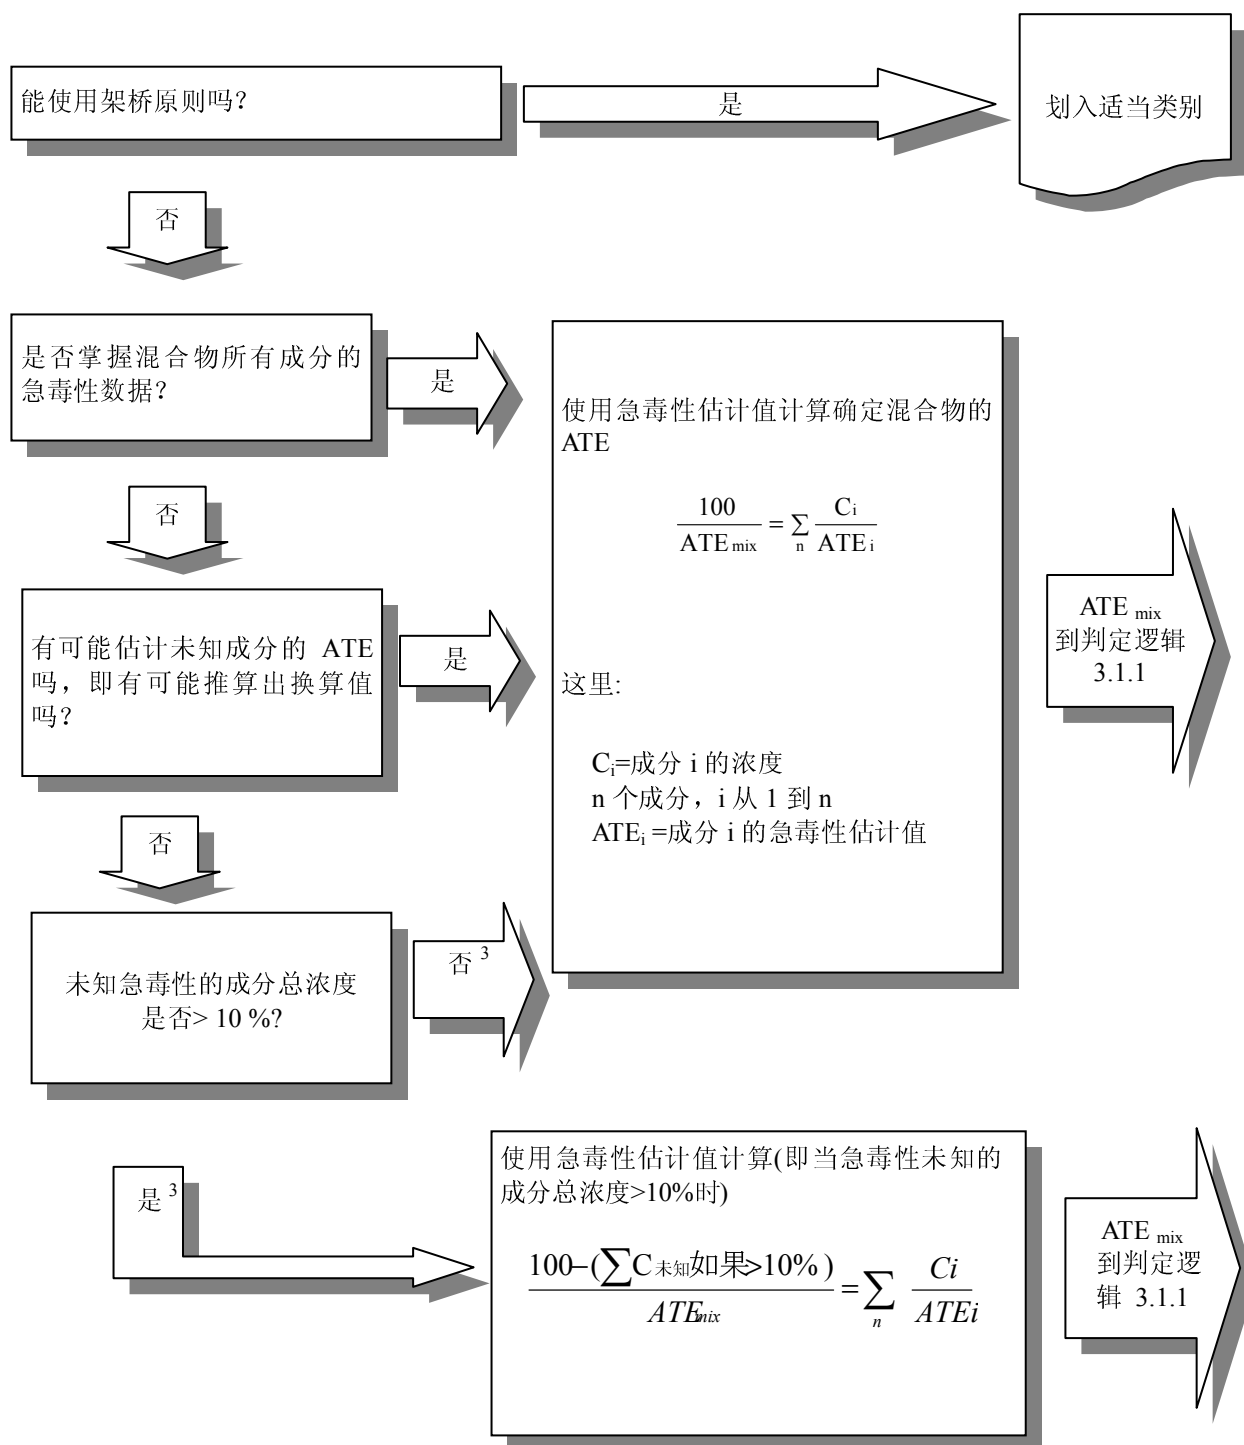 能使用架桥原则吗？
是
划入适当类别
否
是否掌握混合物所有成分的
急毒性数据？
是
使用急毒性估计值计算确定混合物的
ATE
100/ATE mix = ∑n Ci/ATE i
这里:
Ci=成分 i 的浓度
n 个成分，i 从 1 到 n
ATEi =成分 i 的急毒性估计值
否
有可能估计未知成分的 ATE
吗，即有可能推算出换算值
吗？
是
ATE mix
到判定逻辑
3.1.1
否
未知急毒性的成分总浓度
是否> 10 %?
否 3
是 3
使用急毒性估计值计算(即当急毒性未知的
成分总浓度>10%时)
100–(∑C未知如果>10%)/ATEmix = ∑n Ci/ATEi
ATE mix
到判定逻
辑 3.1.1